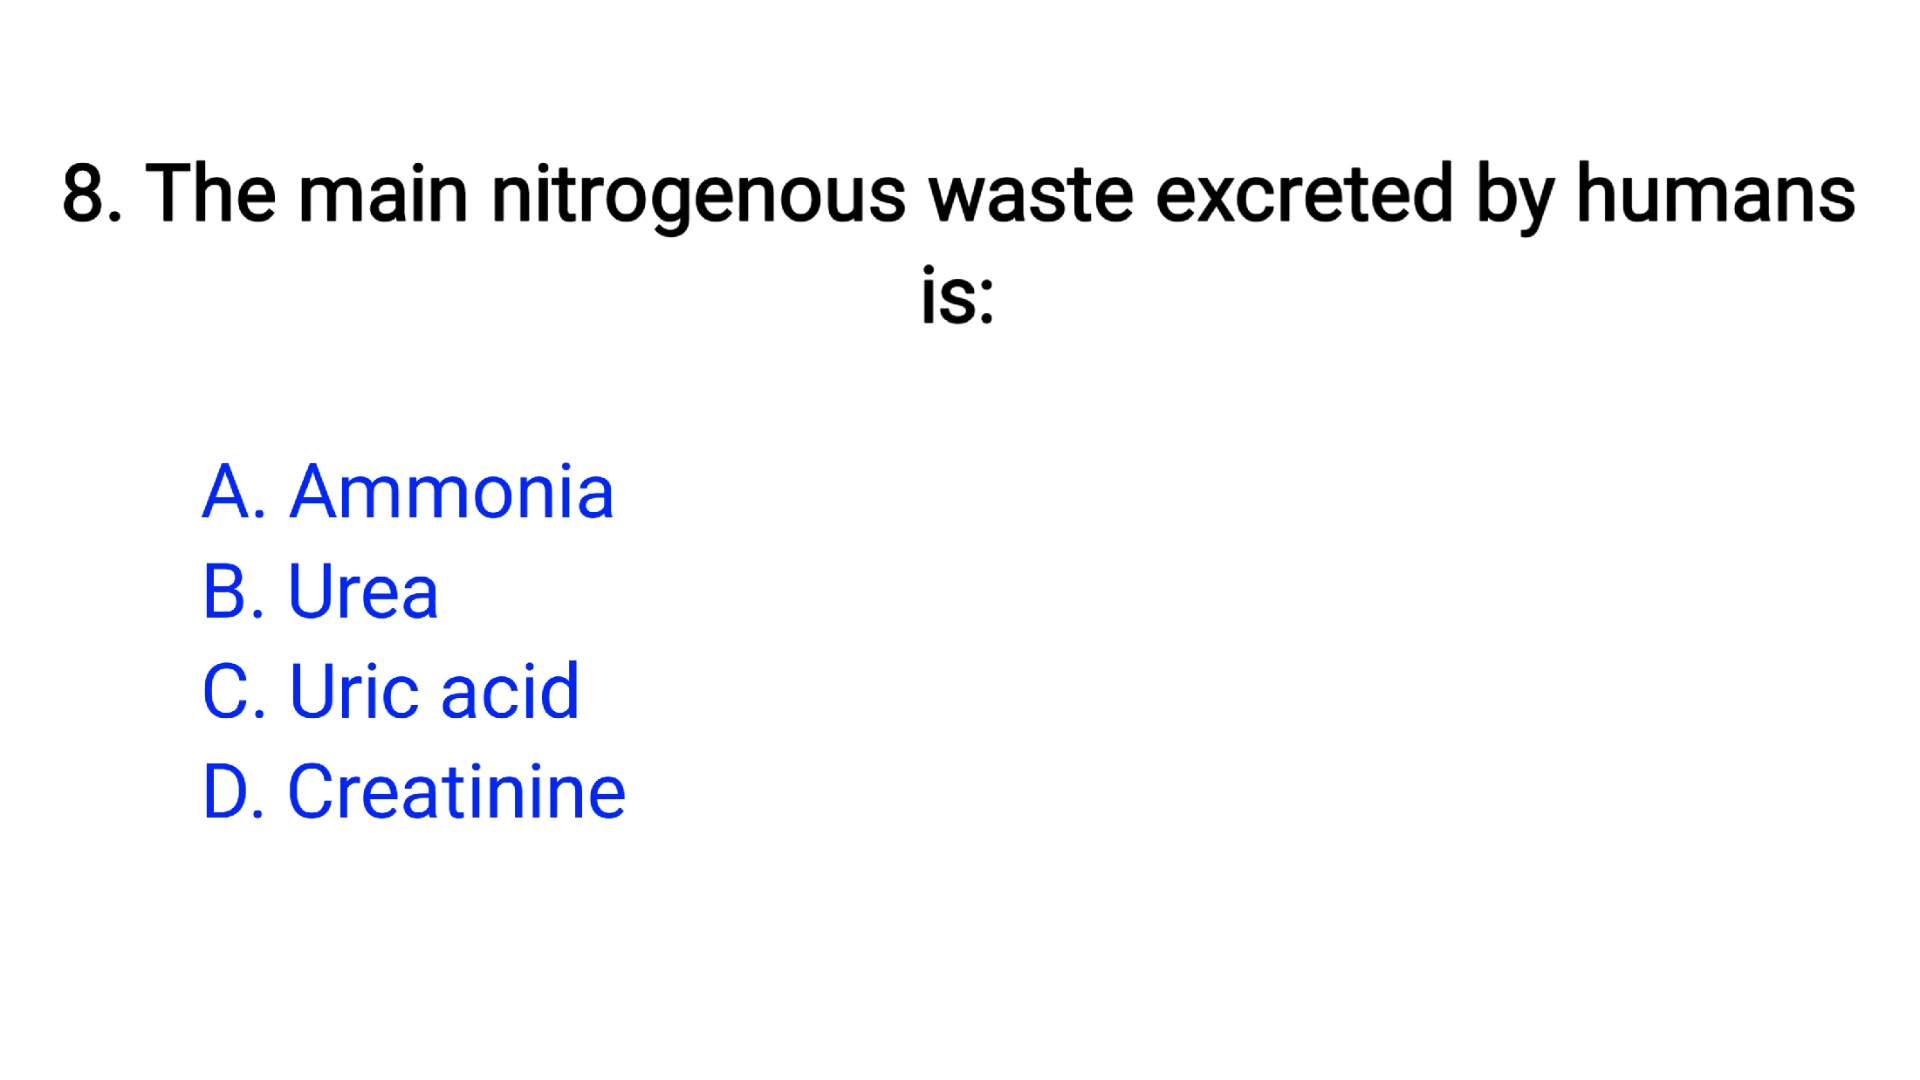 8. The main nitrogenous waste excreted by humans
is:
A. Ammonia
B. Urea
C. Uric acid
D. Creatinine